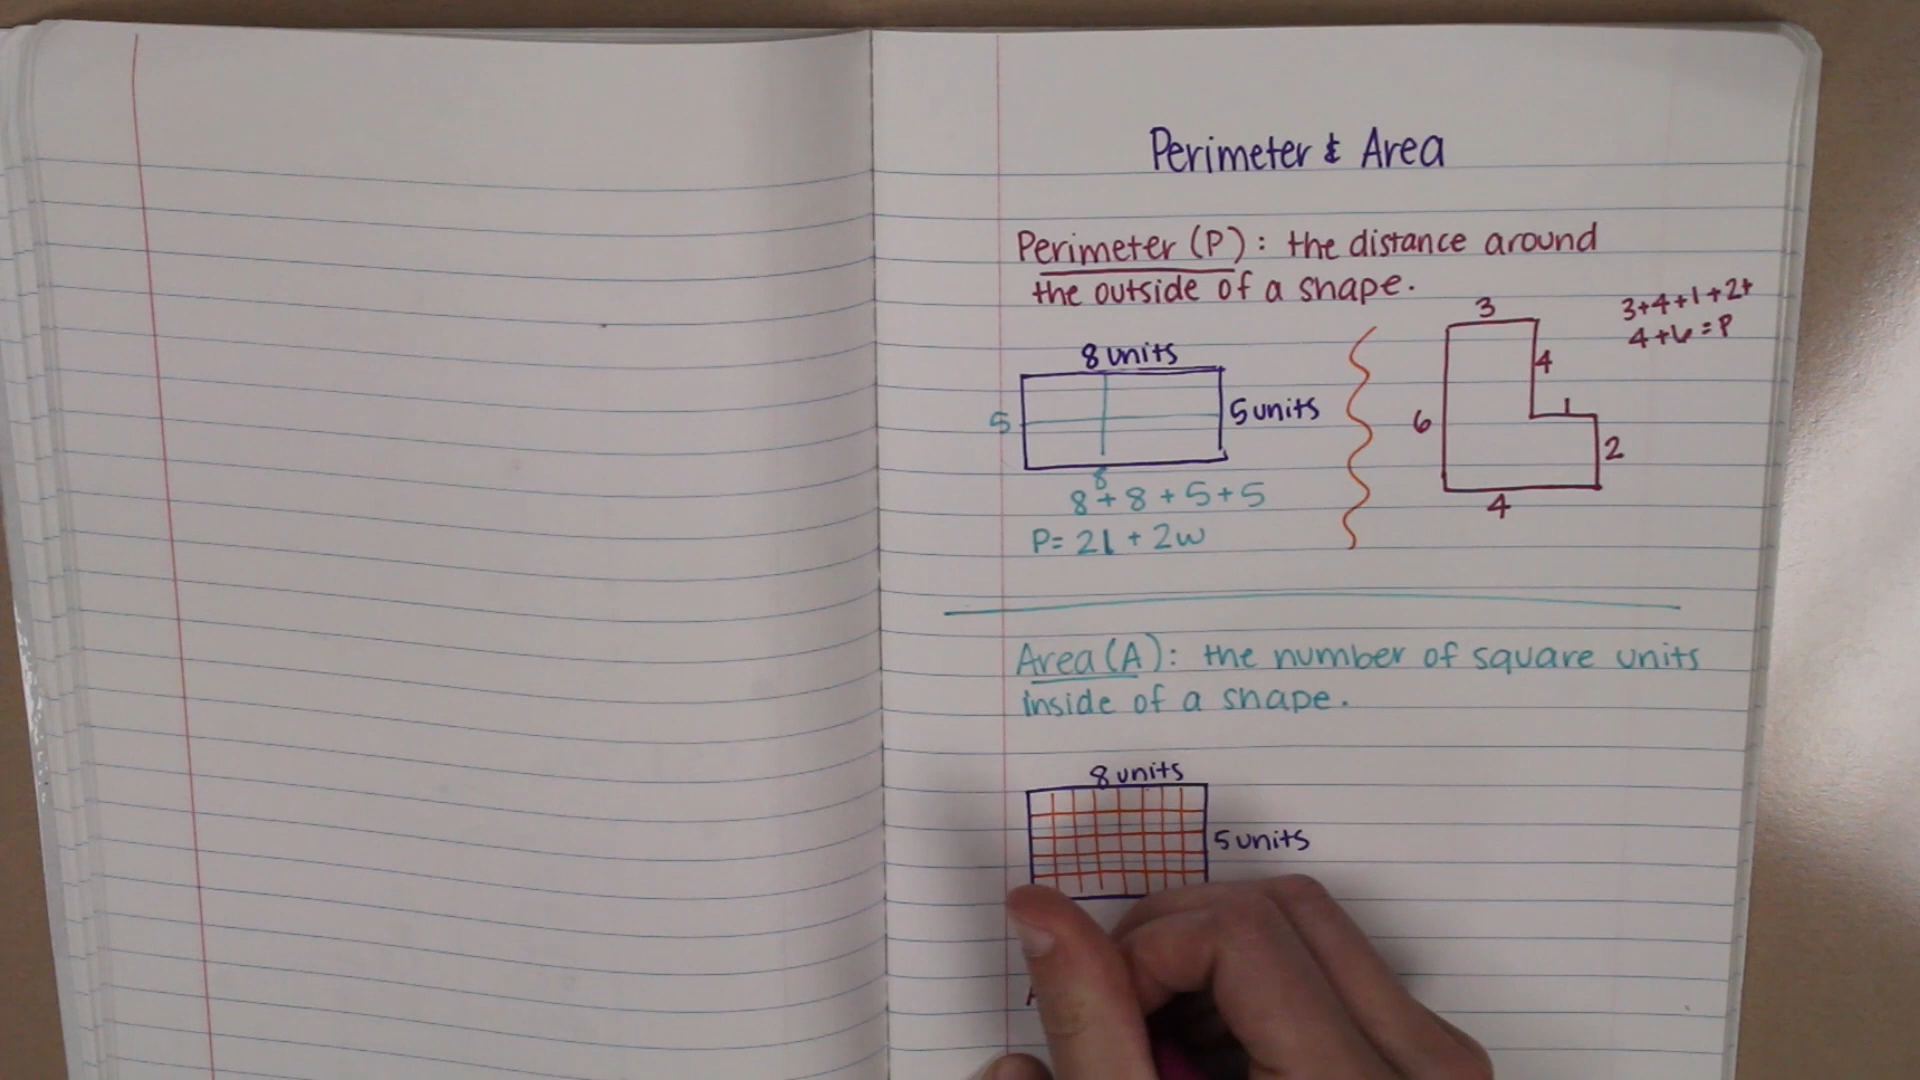 Perimeter & Area
Perimeter (P): the distance around
the outside of a shape.
8 units
5
5 units
8
8 + 8 + 5 + 5
P = 2l + 2w
3
4
1
6
2
4
3+4+1+2+
4+6=P
Area (A): the number of square units
inside of a shape.
8 units
5 units